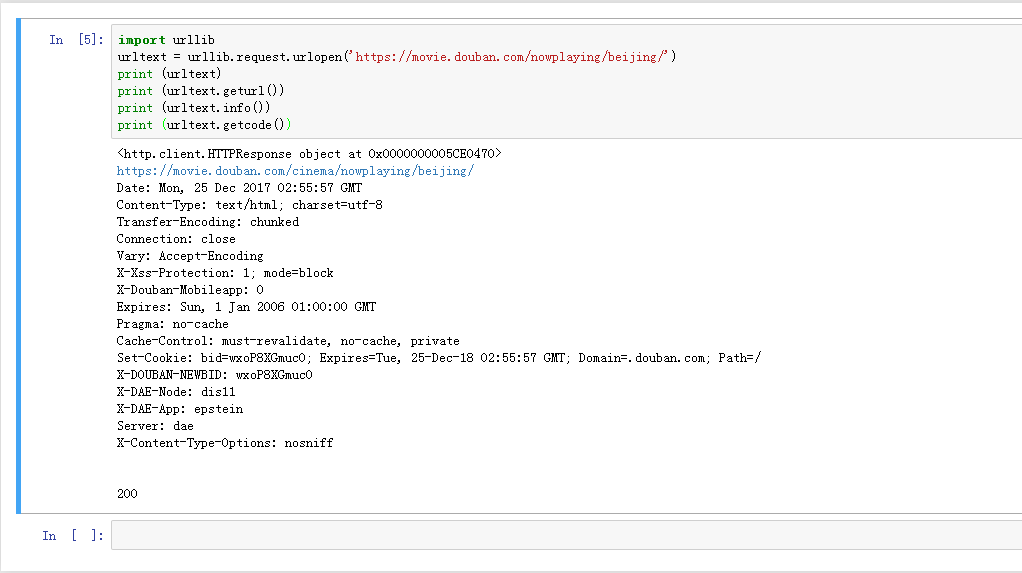 In [5]:
import urllib
urltext = urllib.request.urlopen('https://movie.douban.com/nowplaying/beijing/')
print (urltext)
print (urltext.geturl())
print (urltext.info())
print (urltext.getcode())
<http.client.HTTPResponse object at 0x0000000005CE0470>
https://movie.douban.com/cinema/nowplaying/beijing/
Date: Mon, 25 Dec 2017 02:55:57 GMT
Content-Type: text/html; charset=utf-8
Transfer-Encoding: chunked
Connection: close
Vary: Accept-Encoding
X-Xss-Protection: 1; mode=block
X-Douban-Mobileapp: 0
Expires: Sun, 1 Jan 2006 01:00:00 GMT
Pragma: no-cache
Cache-Control: must-revalidate, no-cache, private
Set-Cookie: bid=wxoP8XGmucO; Expires=Tue, 25-Dec-18 02:55:57 GMT; Domain=.douban.com; Path=/
X-DOUBAN-NEWBID: wxoP8XGmucO
X-DAE-Node: dis11
X-DAE-App: epstein
Server: dae
X-Content-Type-Options: nosniff
200
In [ ]: